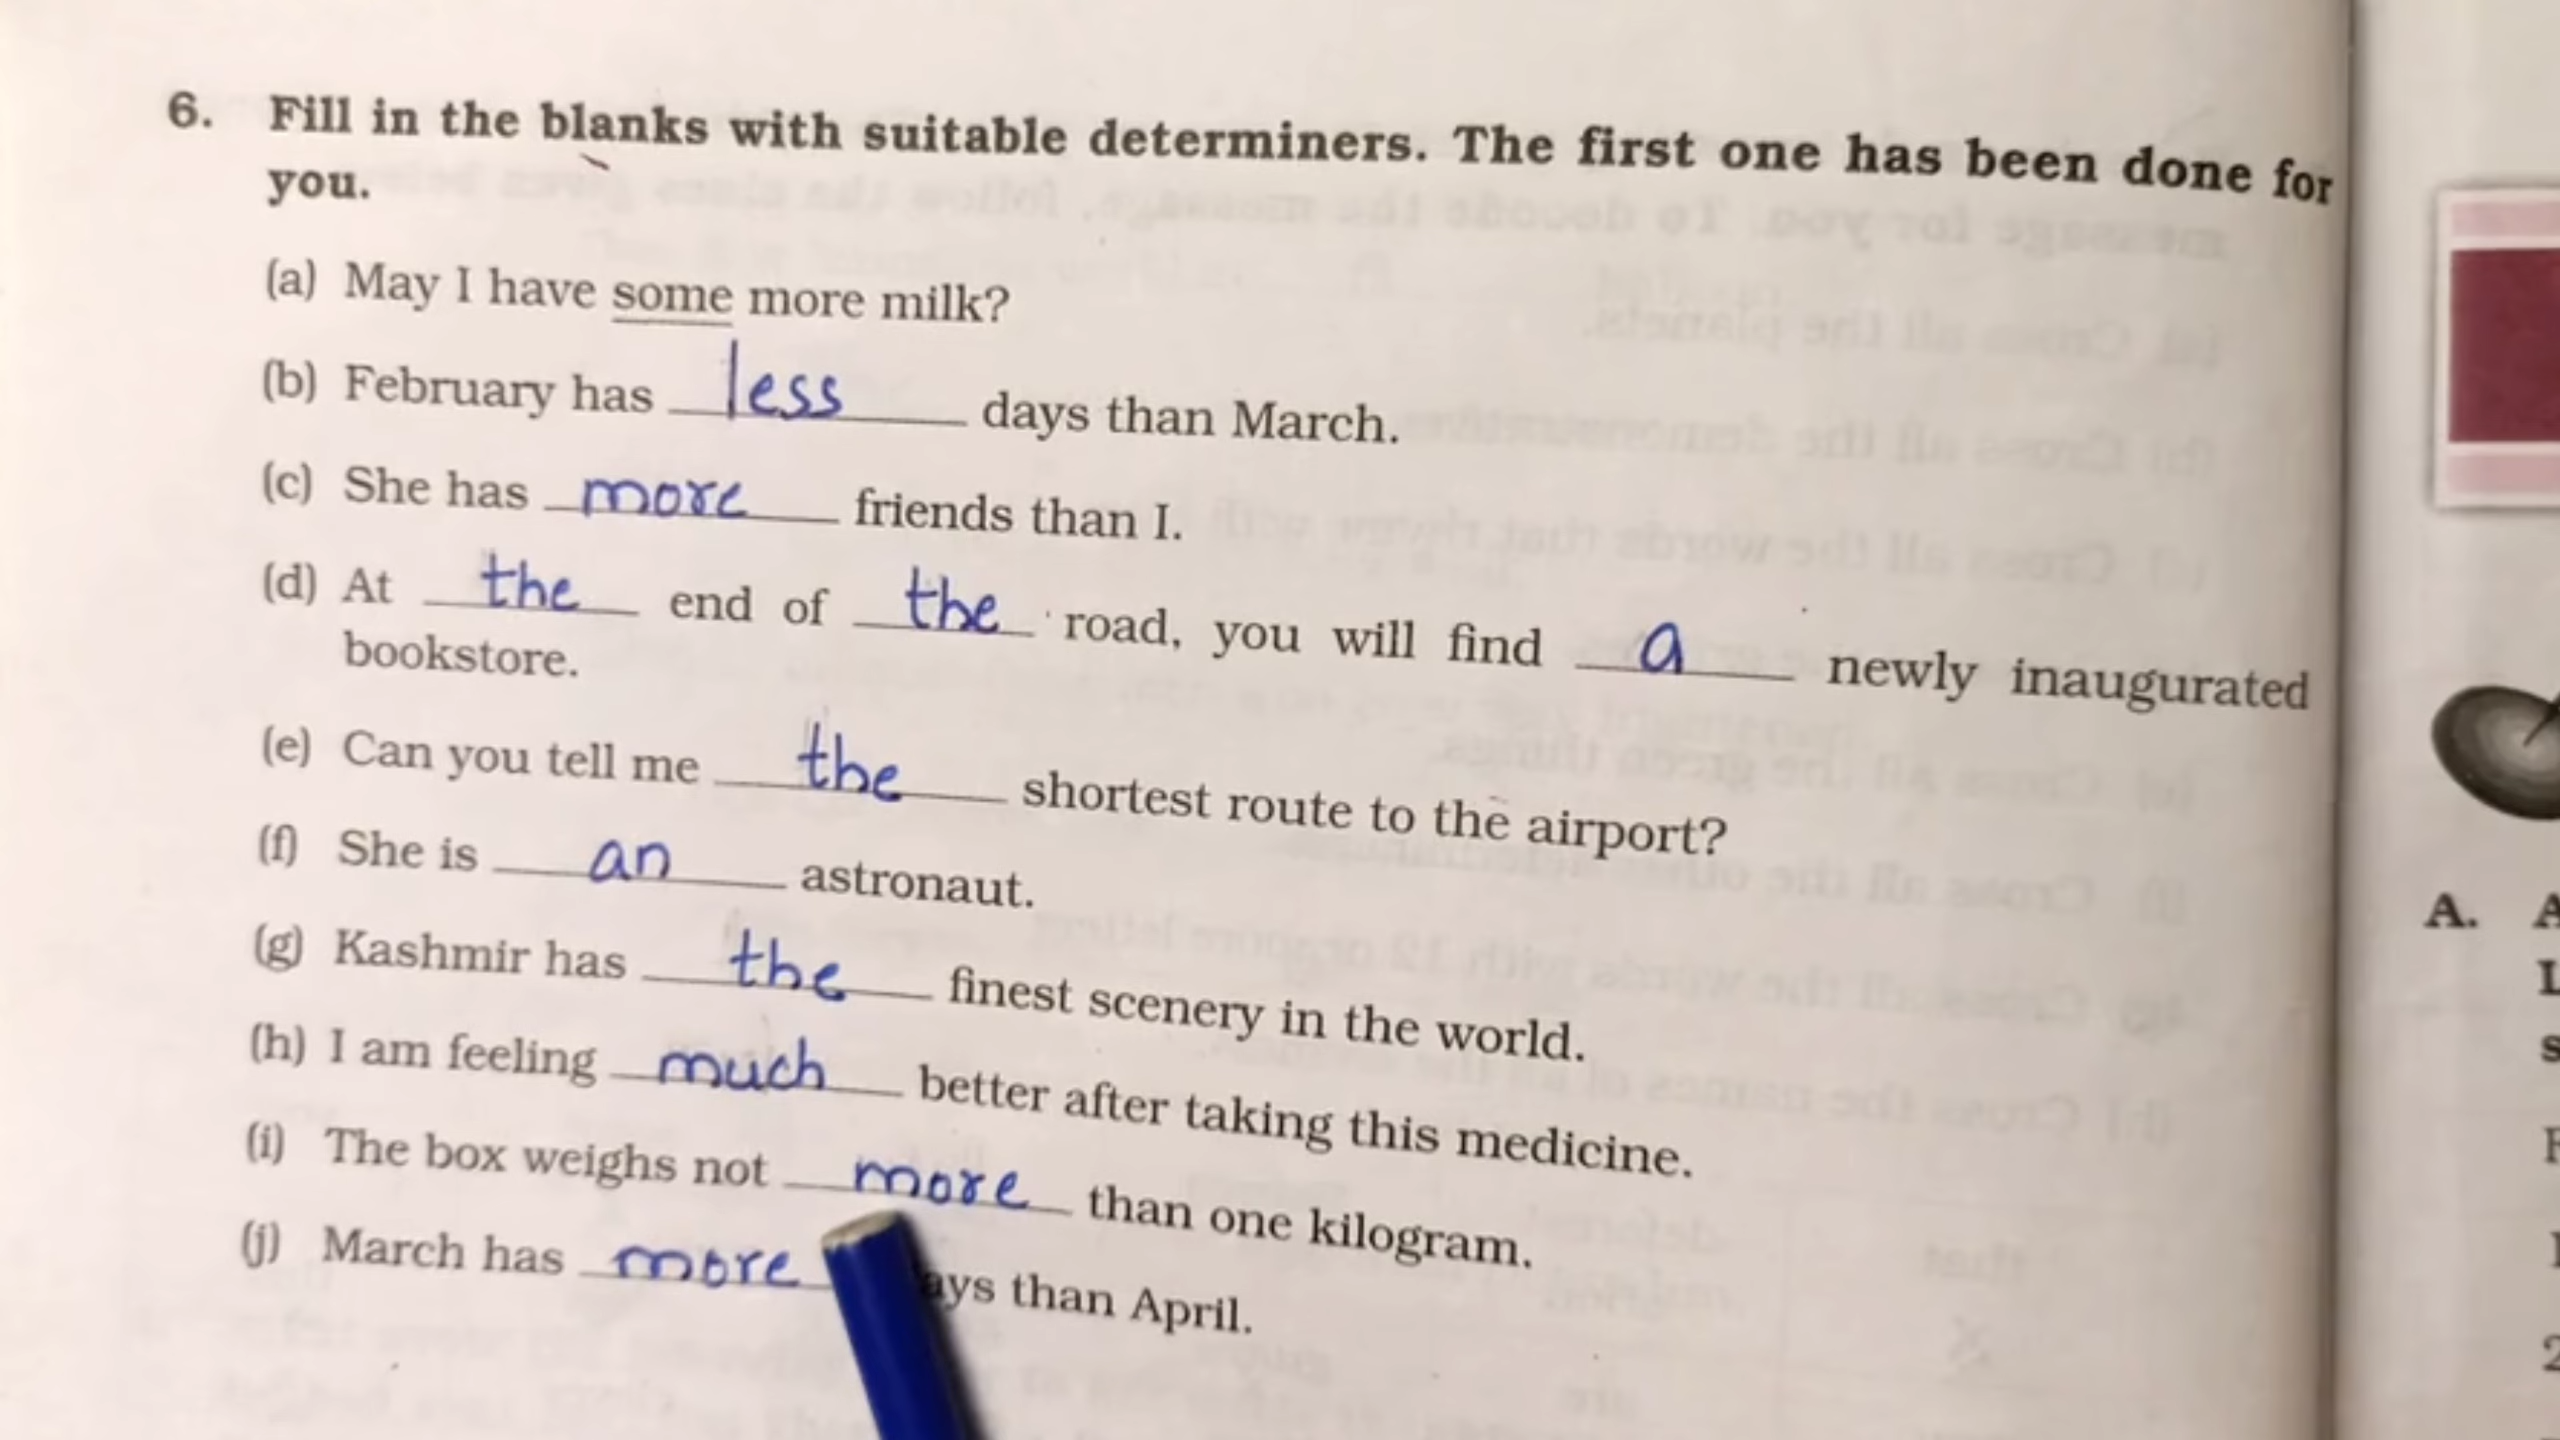 6. Fill in the blanks with suitable determiners. The first one has been done for
you.
(a) May I have some more milk?
(b) February has less days than March.
(c) She has more friends than I.
(d) At the end of the road, you will find a newly inaugurated
bookstore.
(e) Can you tell me the shortest route to the airport?
(f) She is an astronaut.
(g) Kashmir has the finest scenery in the world.
(h) I am feeling much better after taking this medicine.
(i) The box weighs not more than one kilogram.
(j) March has more ays than April.
A.